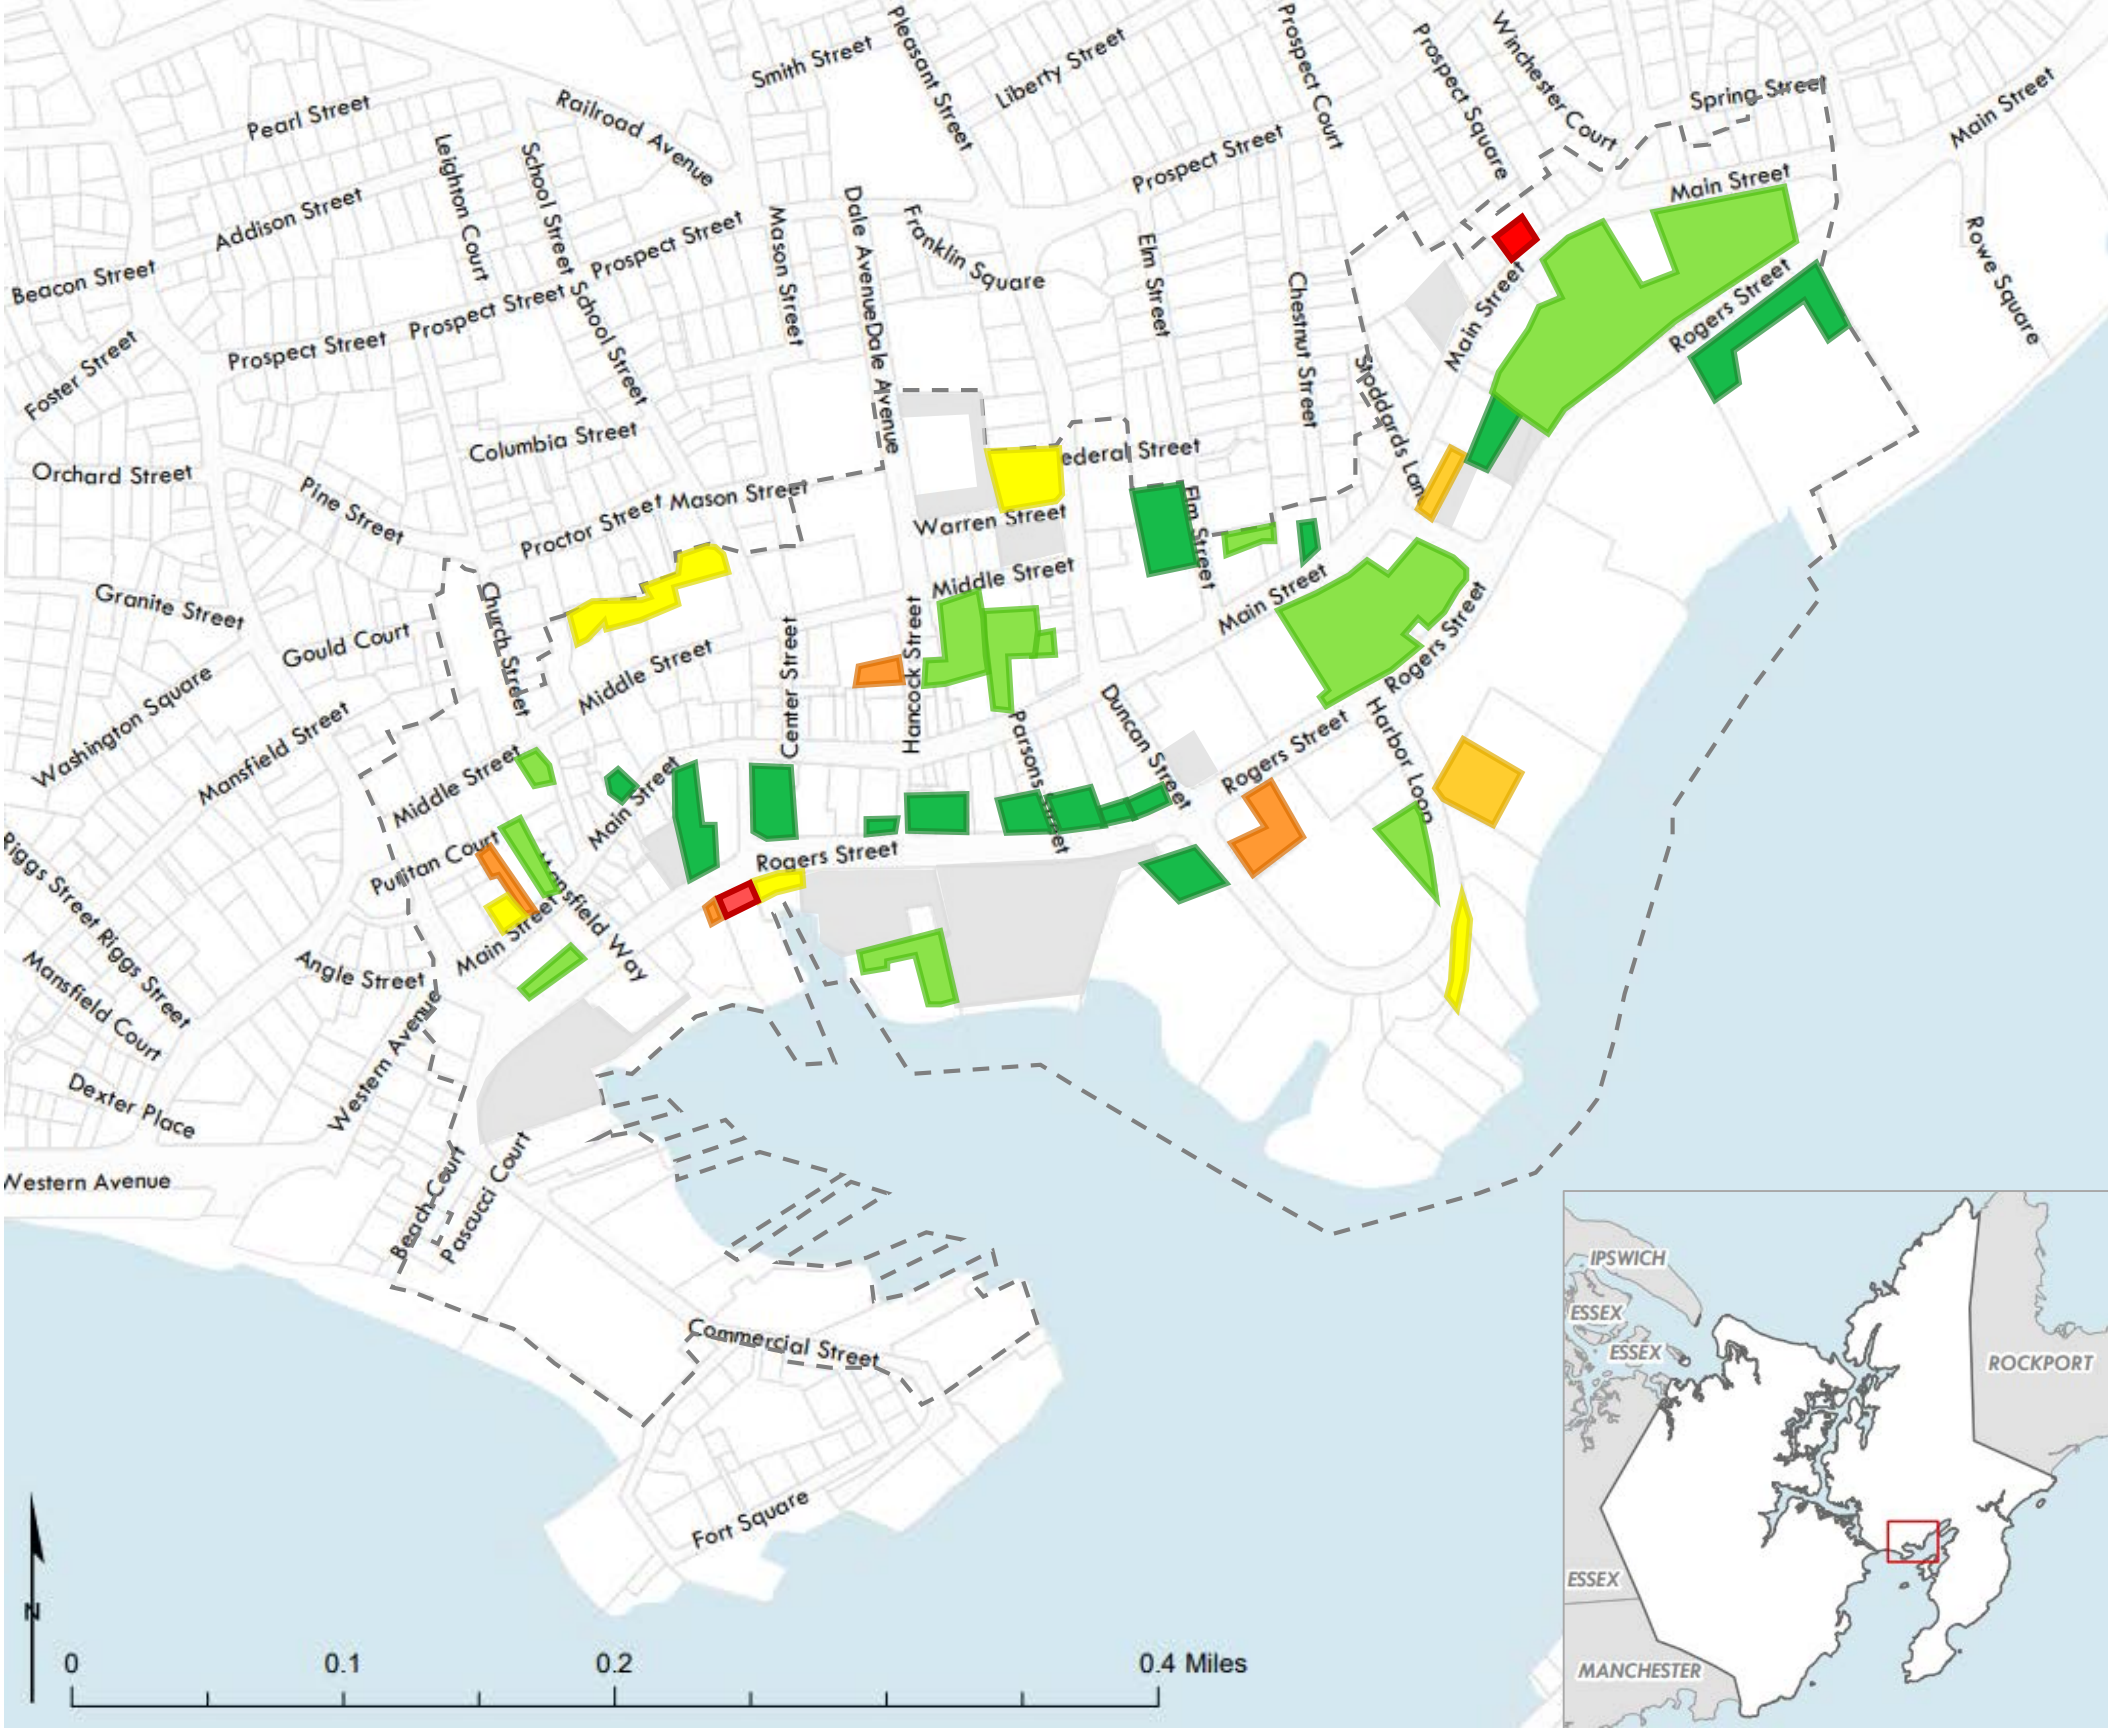 Smith Street
Pleasant Street
Liberty Street
Prospect Court
Prospect Square
Winchester Court
Spring Street
Main Street
Pearl Street
Railroad Avenue
Leighton Court
School Street
Prospect Street
Addison Street
Prospect Street
Mason Street
Dale Avenue
Franklin Square
Elm Street
Main Street
Rowe Square
Beacon Street
Prospect Street
Prospect Street
School Street
Dale Avenue
Chestnut Street
Main Street
Rogers Street
Foster Street
Stoddards Lan
Columbia Street
ederal Street
Orchard Street
Pine Street
Proctor Street
Mason Street
Warren Street
Elm Street
Middle Street
Main Street
Granite Street
Church Street
Gould Court
Middle Street
Center Street
Hancock Street
Rogers Street
Washington Square
Mansfield Street
Parsons Street
Duncan Street
Rogers Street
Harbor Loop
Middle Street
Main Street
Puritan Court
Rogers Street
Riggs Street
Riggs Street
Mansfield Way
Main Street
Angle Street
Mansfield Court
Western Avenue
Dexter Place
Western Avenue
Beach Court
Pascucci Court
Commercial Street
Fort Square
N
0 0.1 0.2 0.4 Miles
IPSWICH
ESSEX
ESSEX
ROCKPORT
ESSEX
MANCHESTER